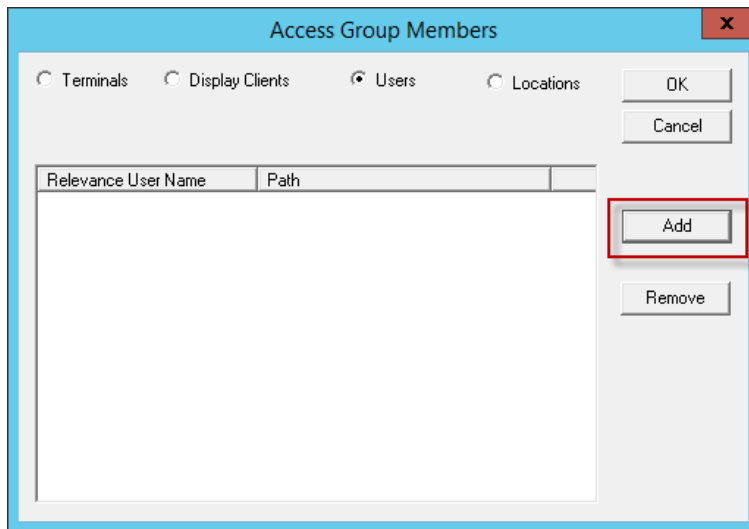 Access Group Members
x
Terminals Display Clients Users Locations
OK
Cancel
Relevance User Name Path
Add
Remove